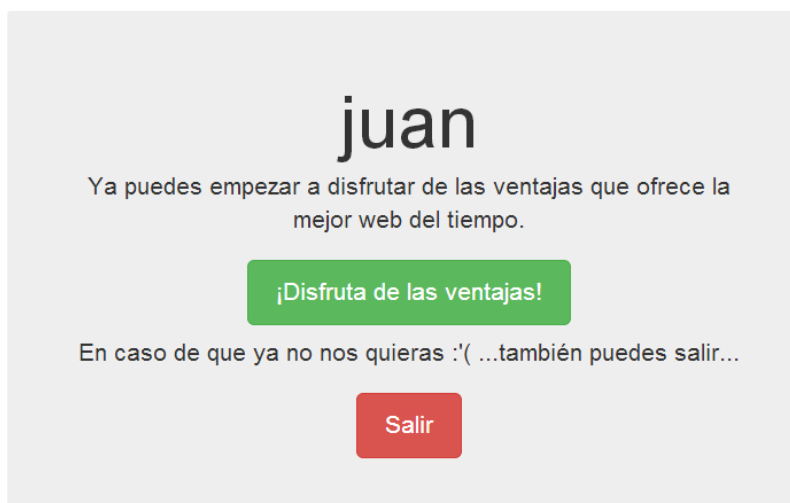 juan
Ya puedes empezar a disfrutar de las ventajas que ofrece la
mejor web del tiempo.
¡Disfruta de las ventajas!
En caso de que ya no nos quieras :'( ...también puedes salir...
Salir